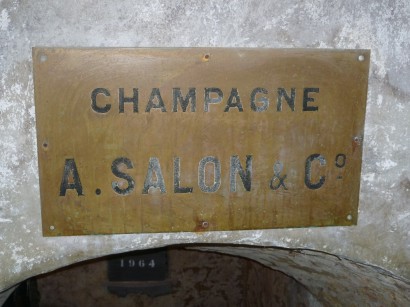 CHAMPAGNE
A. SALON & Cº
1964